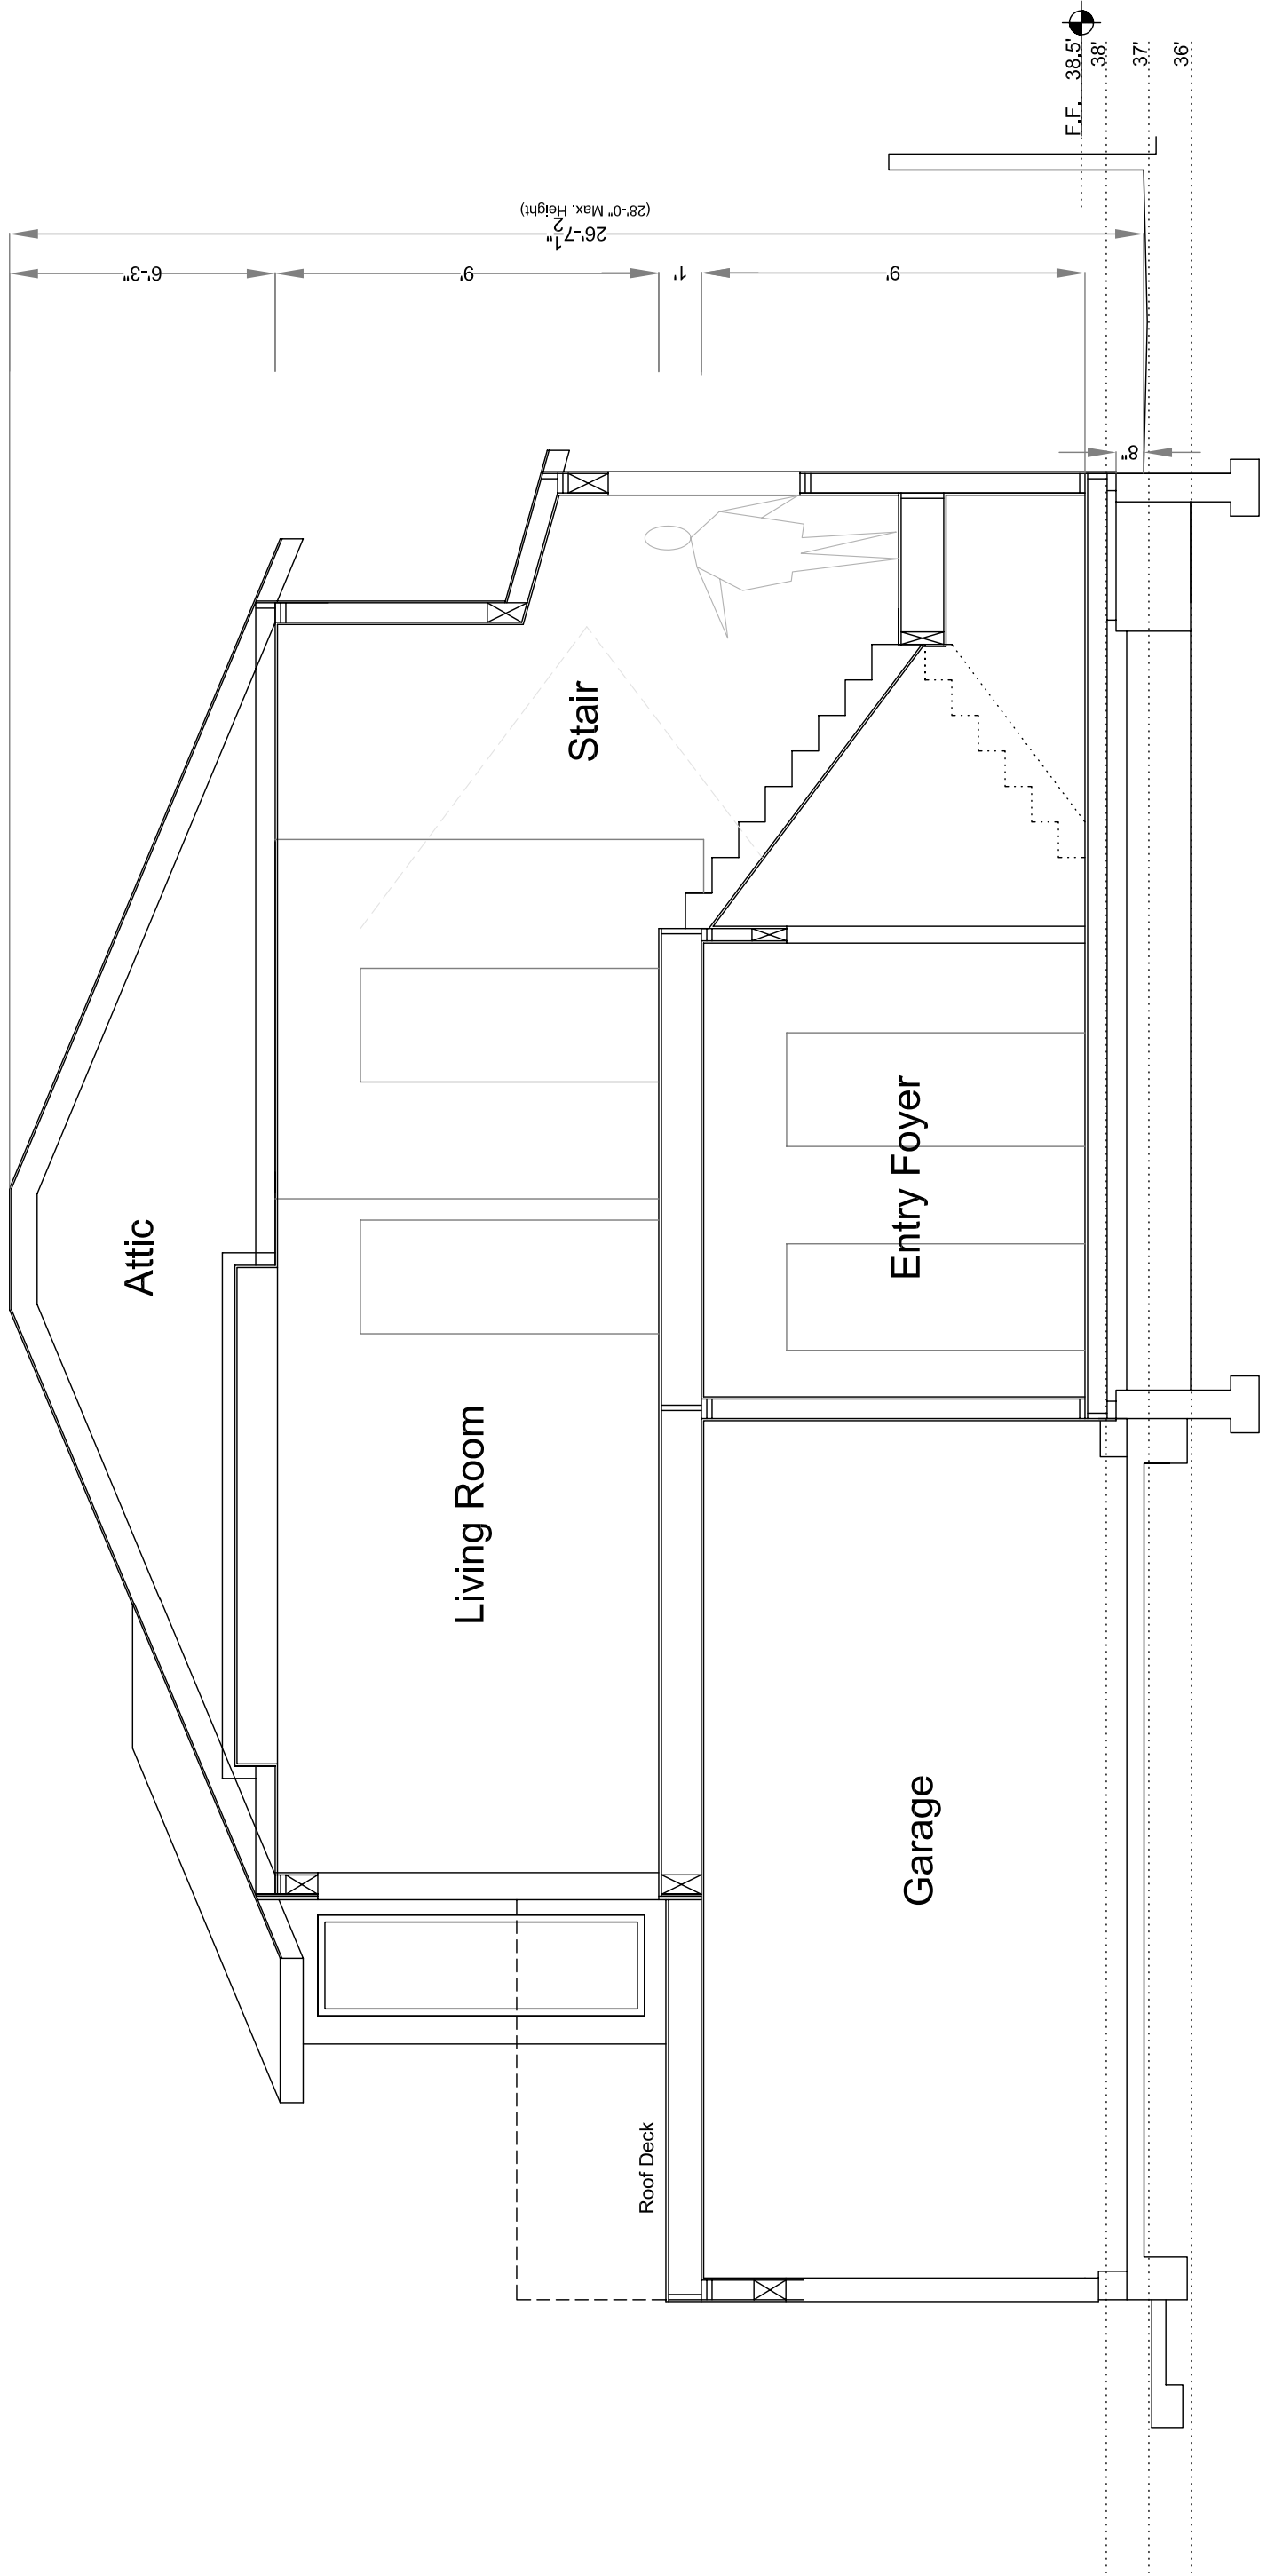 Attic
Living Room
Stair
Entry Foyer
Garage
Roof Deck
6'-3"
9'
1'
9'
26'-7 1/2"
(28'-0" Max. Height)
8"
F.F. 38.5'
38'
37'
36'